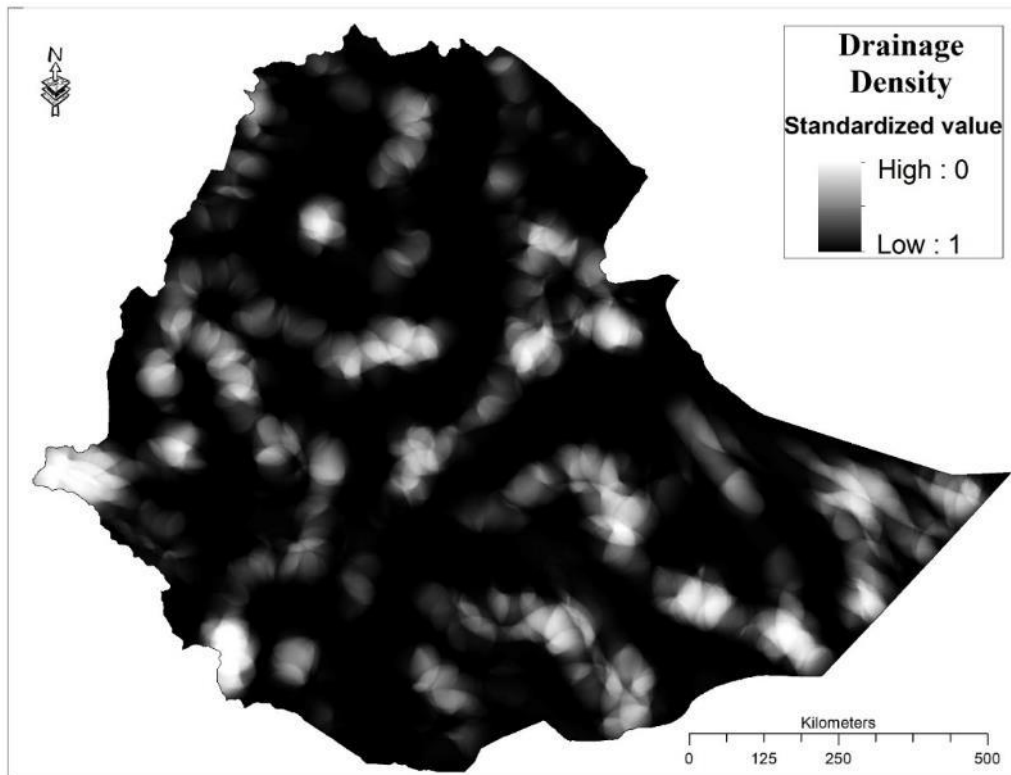 N
Drainage
Density
Standardized value
High : 0
Low : 1
Kilometers
0 125 250 500